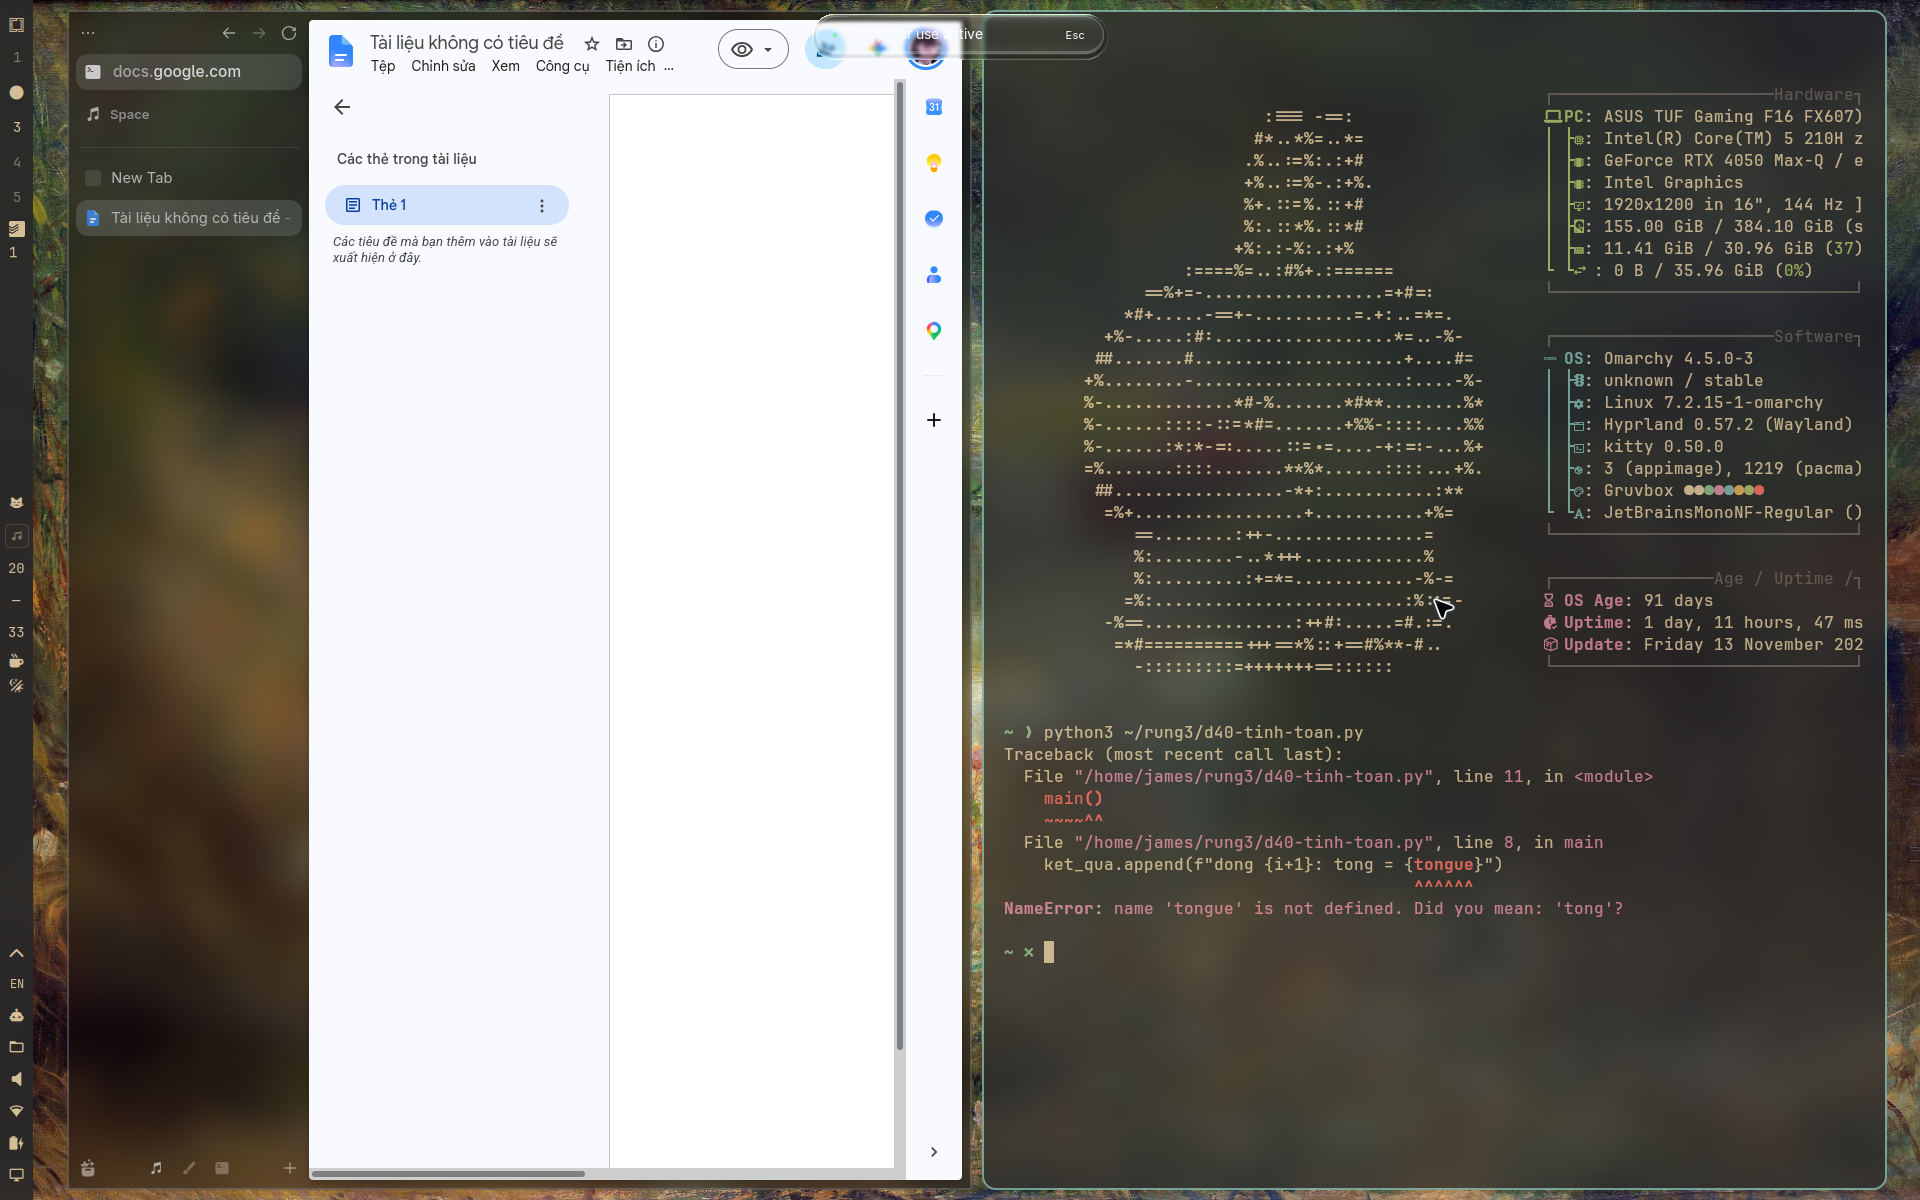 1
3
4
5
1
20
33
EN
docs.google.com
Space
New Tab
Tài liệu không có tiêu đề -
Tài liệu không có tiêu đề
Tệp Chỉnh sửa Xem Công cụ Tiện ích ...
Các thẻ trong tài liệu
Thẻ 1
Các tiêu đề mà bạn thêm vào tài liệu sẽ
xuất hiện ở đây.
31
use active
Esc
Hardware
PC: ASUS TUF Gaming F16 FX607)
: Intel(R) Core(TM) 5 210H z
: GeForce RTX 4050 Max-Q / e
: Intel Graphics
: 1920x1200 in 16", 144 Hz ]
: 155.00 GiB / 384.10 GiB (s
: 11.41 GiB / 30.96 GiB (37)
: 0 B / 35.96 GiB (0%)
Software
OS: Omarchy 4.5.0-3
: unknown / stable
: Linux 7.2.15-1-omarchy
: Hyprland 0.57.2 (Wayland)
: kitty 0.50.0
: 3 (appimage), 1219 (pacma)
: Gruvbox
: JetBrainsMonoNF-Regular ()
Age / Uptime /
OS Age: 91 days
Uptime: 1 day, 11 hours, 47 ms
Update: Friday 13 November 202
~ ❯ python3 ~/rung3/d40-tinh-toan.py
Traceback (most recent call last):
File "/home/james/rung3/d40-tinh-toan.py", line 11, in <module>
main()
~~~~^^
File "/home/james/rung3/d40-tinh-toan.py", line 8, in main
ket_qua.append(f"dong {i+1}: tong = {tongue}")
^^^^^^
NameError: name 'tongue' is not defined. Did you mean: 'tong'?
~ ×